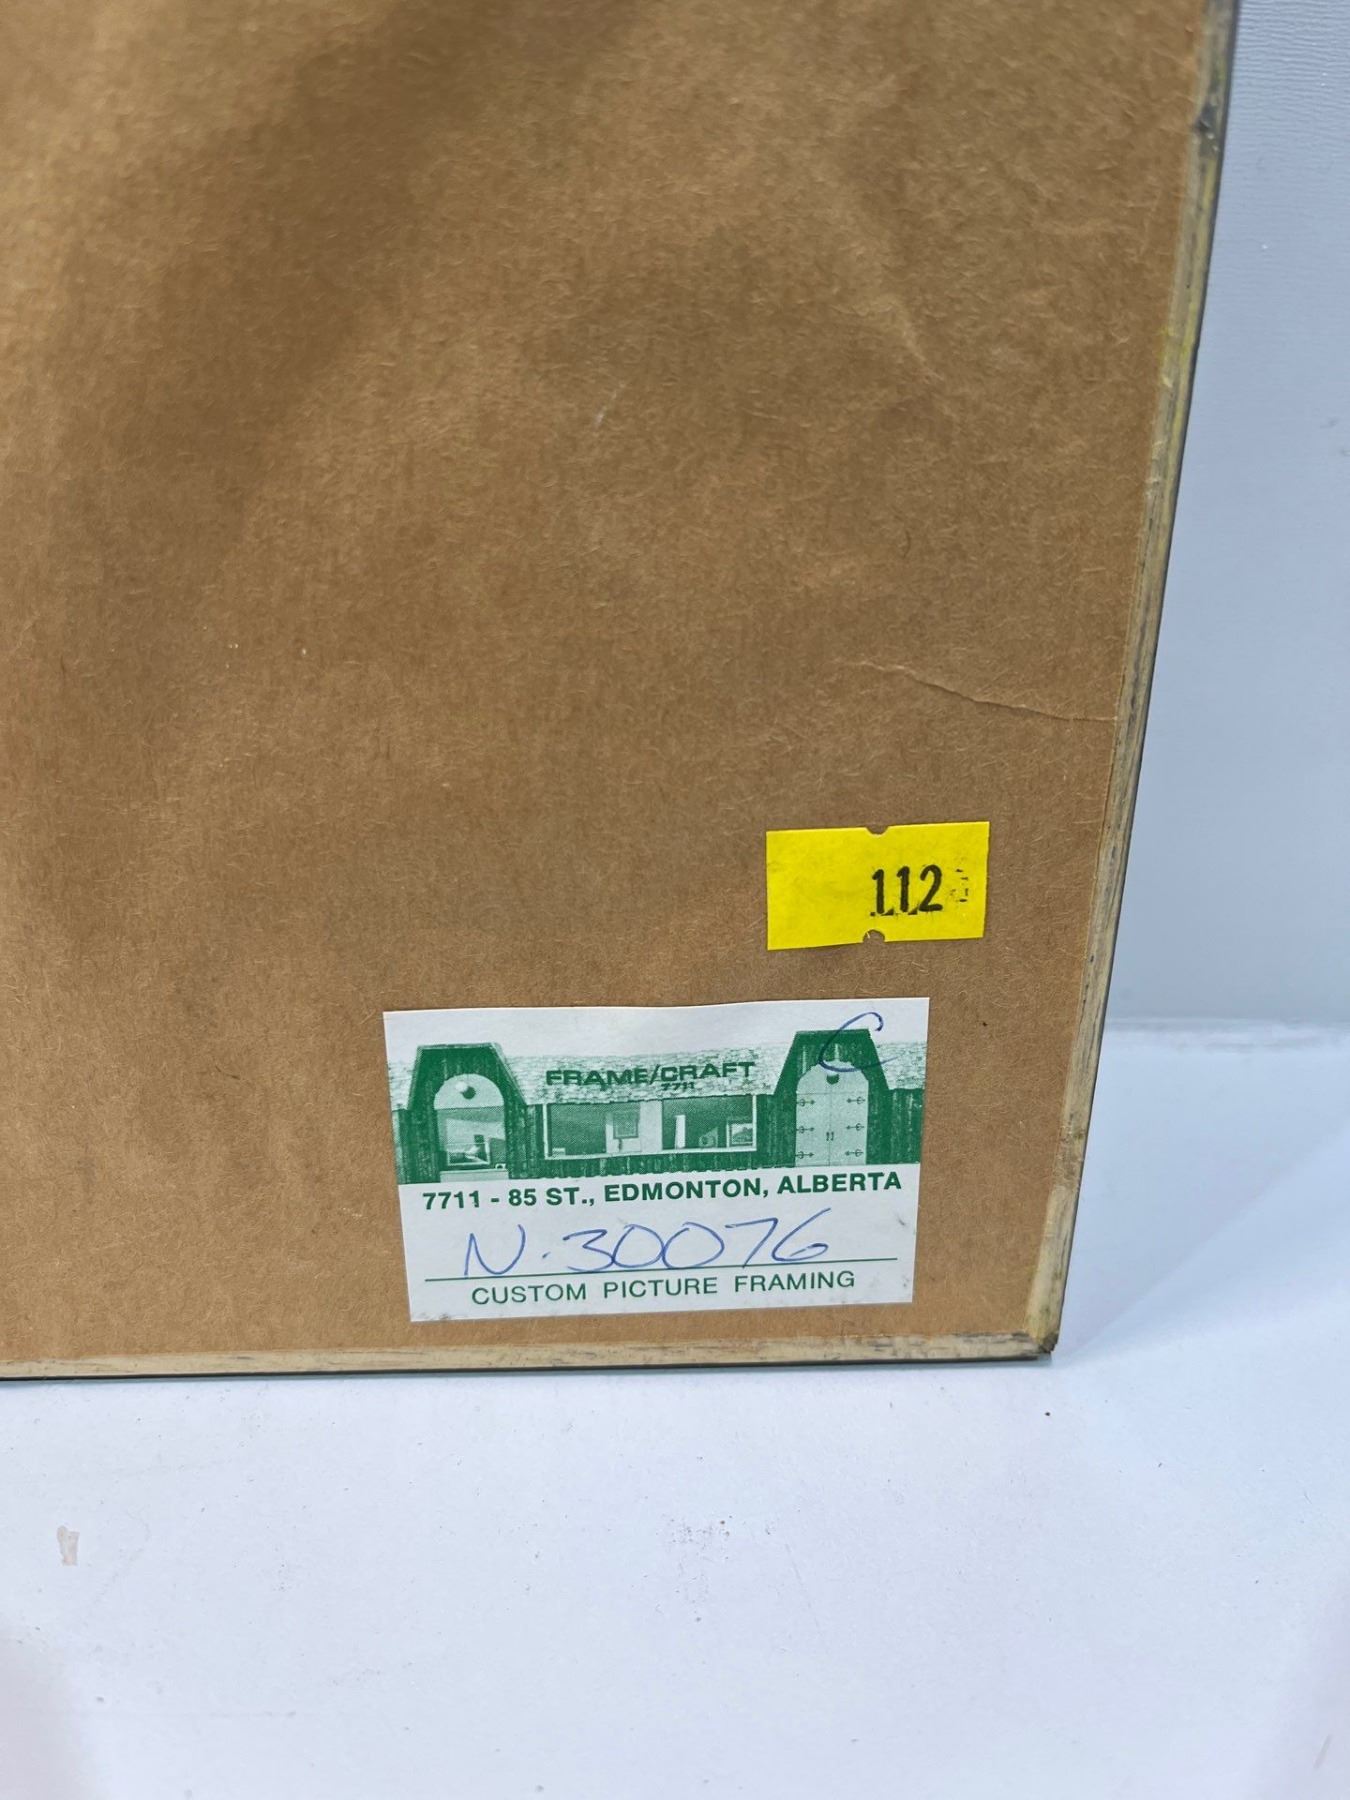 112
C
FRAME/CRAFT
7711
7711 - 85 ST., EDMONTON, ALBERTA
N. 30076
CUSTOM PICTURE FRAMING